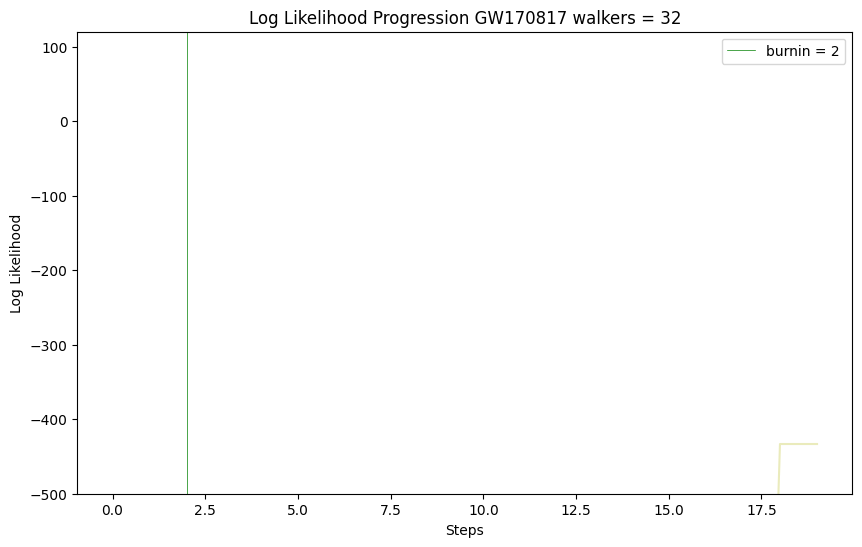 Log Likelihood Progression GW170817 walkers = 32
burnin = 2
100
0
−100
−200
−300
−400
−500
Log Likelihood
0.0 2.5 5.0 7.5 10.0 12.5 15.0 17.5
Steps